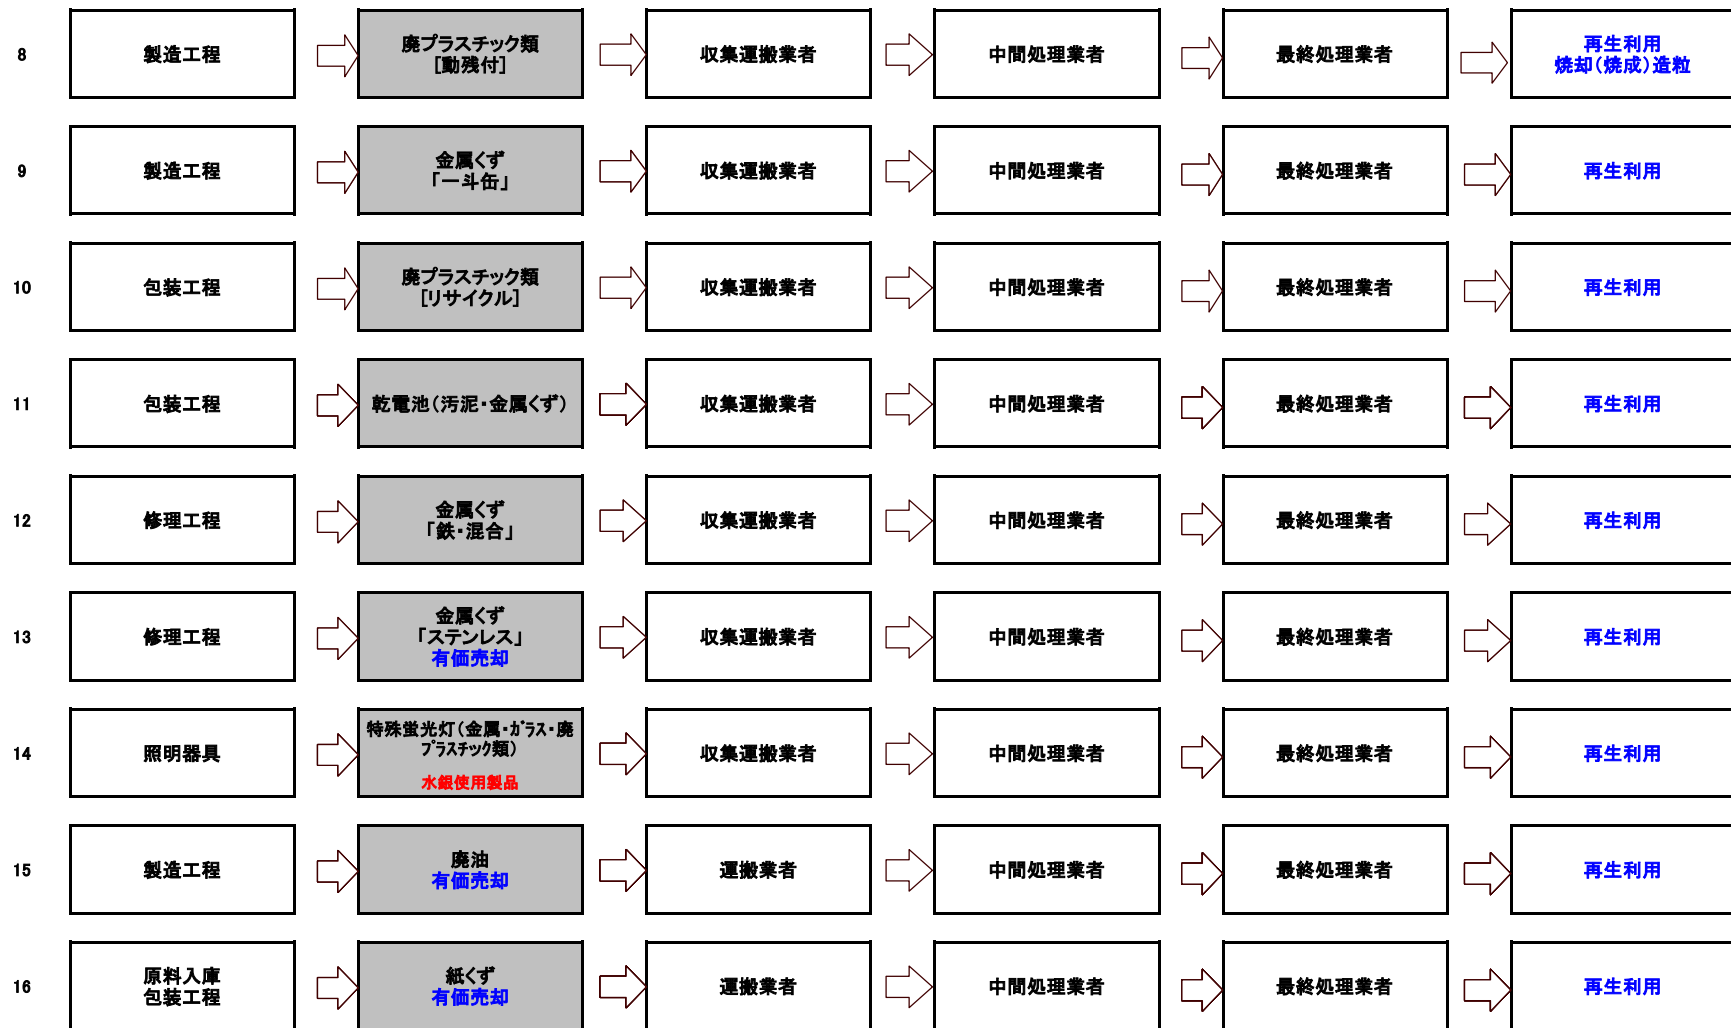 8
製造工程
廃プラスチック類
[動残付]
収集運搬業者
中間処理業者
最終処理業者
再生利用
焼却(焼成)造粒
9
製造工程
金属くず
「一斗缶」
収集運搬業者
中間処理業者
最終処理業者
再生利用
10
包装工程
廃プラスチック類
[リサイクル]
収集運搬業者
中間処理業者
最終処理業者
再生利用
11
包装工程
乾電池(汚泥・金属くず)
収集運搬業者
中間処理業者
最終処理業者
再生利用
12
修理工程
金属くず
「鉄・混合」
収集運搬業者
中間処理業者
最終処理業者
再生利用
13
修理工程
金属くず
「ステンレス」
有価売却
収集運搬業者
中間処理業者
最終処理業者
再生利用
14
照明器具
特殊蛍光灯(金属・ガラス・廃
プラスチック類)
水銀使用製品
収集運搬業者
中間処理業者
最終処理業者
再生利用
15
製造工程
廃油
有価売却
運搬業者
中間処理業者
最終処理業者
再生利用
16
原料入庫
包装工程
紙くず
有価売却
運搬業者
中間処理業者
最終処理業者
再生利用